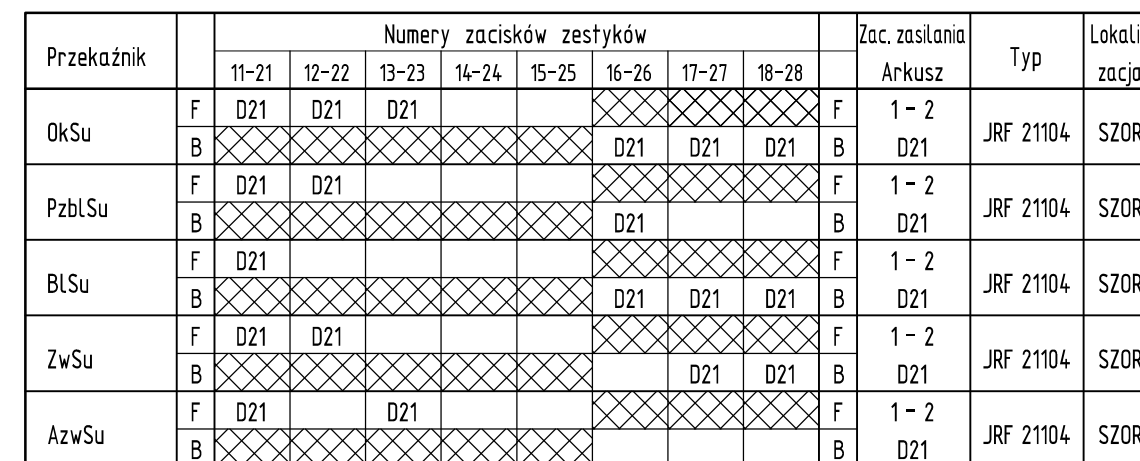 Przekaźnik Numery zacisków zestyków Zac. zasilania Typ Lokali
11-21 12-22 13-23 14-24 15-25 16-26 17-27 18-28 Arkusz zacja
OkSu F D21 D21 D21 F 1 - 2 JRF 21104 SZOR
B D21 D21 D21 B D21
PzblSu F D21 D21 F 1 - 2 JRF 21104 SZOR
B D21 B D21
BlSu F D21 F 1 - 2 JRF 21104 SZOR
B D21 D21 D21 B D21
ZwSu F D21 D21 F 1 - 2 JRF 21104 SZOR
B D21 D21 B D21
AzwSu F D21 D21 F 1 - 2 JRF 21104 SZOR
B B D21